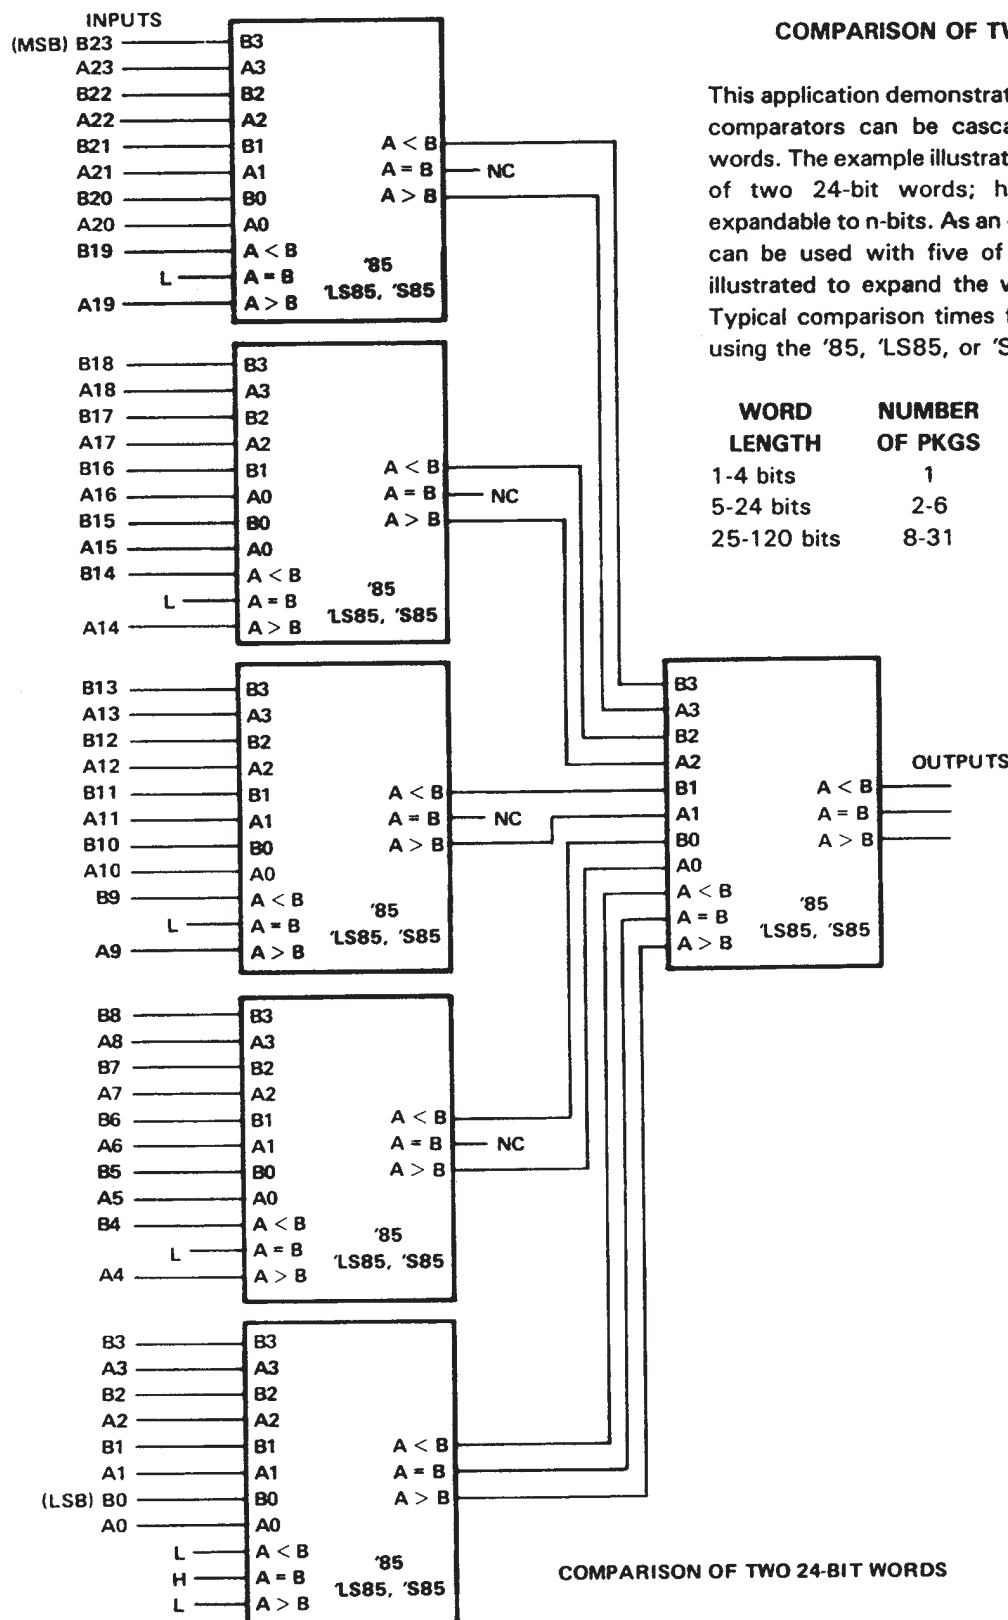 INPUTS
(MSB) B23
A23
B22
A22
B21
A21
B20
A20
B19
L
A19
B3
A3
B2
A2
B1
A1
B0
A0
A < B
A = B
A > B
A < B
A = B
A > B
NC
'85
'LS85, 'S85
B18
A18
B17
A17
B16
A16
B15
A15
B14
L
A14
B3
A3
B2
A2
B1
A0
B0
A0
A < B
A = B
A > B
A < B
A = B
A > B
NC
'85
'LS85, 'S85
B13
A13
B12
A12
B11
A11
B10
A10
B9
L
A9
B3
A3
B2
A2
B1
A1
B0
A0
A < B
A = B
A > B
A < B
A = B
A > B
NC
'85
'LS85, 'S85
B8
A8
B7
A7
B6
A6
B5
A5
B4
L
A4
B3
A3
B2
A2
B1
A1
B0
A0
A < B
A = B
A > B
A < B
A = B
A > B
NC
'85
'LS85, 'S85
B3
A3
B2
A2
B1
A1
(LSB) B0
A0
L
H
L
B3
A3
B2
A2
B1
A1
B0
A0
A < B
A = B
A > B
A < B
A = B
A > B
'85
'LS85, 'S85
B3
A3
B2
A2
B1
A1
B0
A0
A < B
A = B
A > B
A < B
A = B
A > B
'85
'LS85, 'S85
OUTPUTS
COMPARISON OF
This application
comparators can be
words. The example
of two 24-bit words;
expandable to n-bits. As an
can be used with five of
illustrated to expand the
Typical comparison times
using the '85, 'LS85, or
WORD NUMBER
LENGTH OF PKGS
1-4 bits 1
5-24 bits 2-6
25-120 bits 8-31
COMPARISON OF TWO 24-BIT WORDS